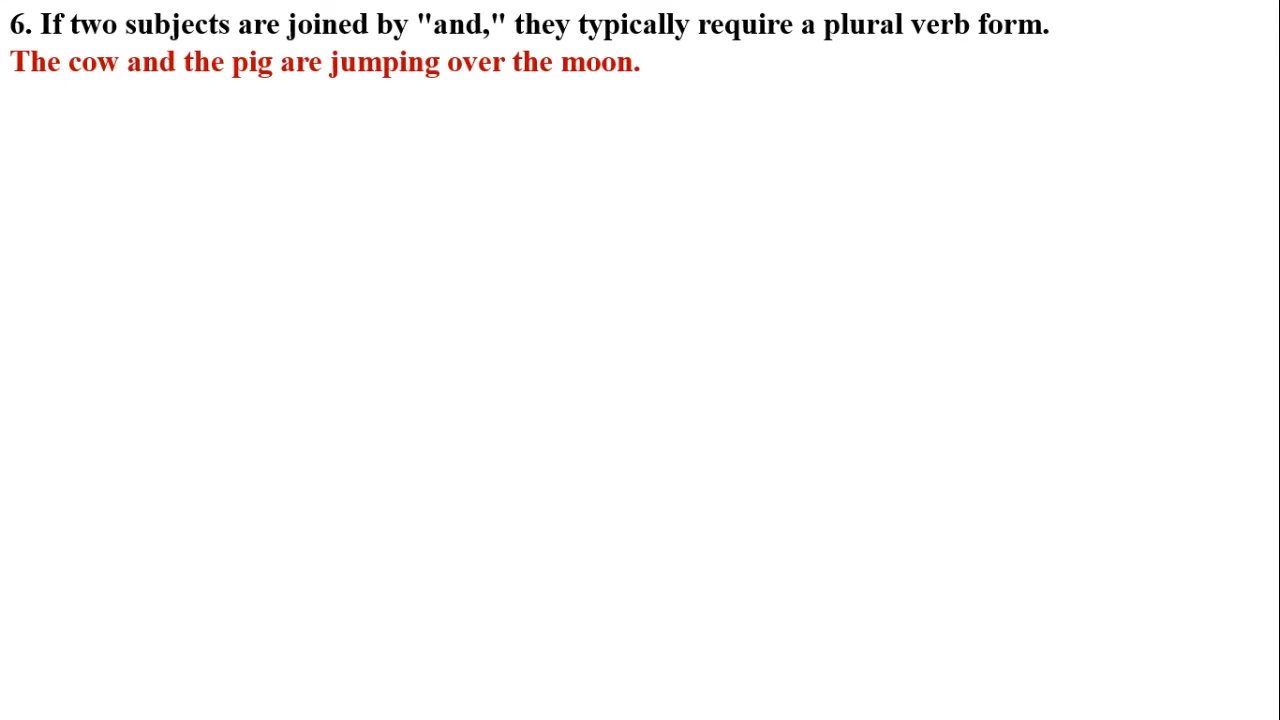 6. If two subjects are joined by "and," they typically require a plural verb form.
The cow and the pig are jumping over the moon.